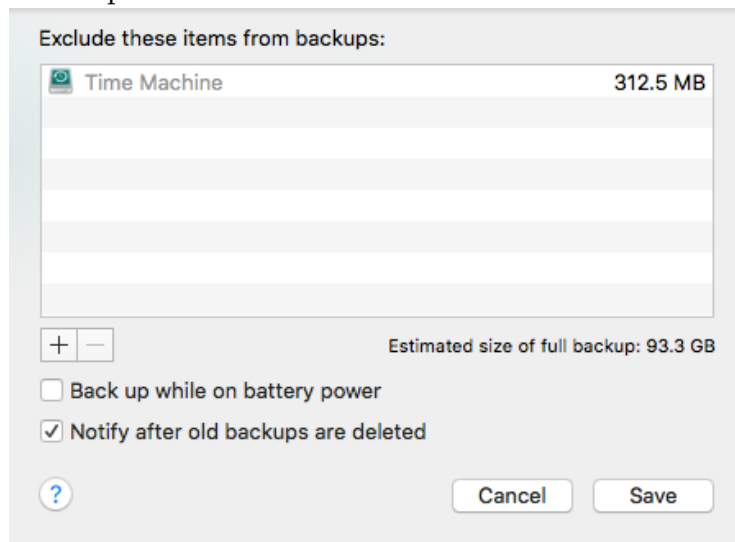 Exclude these items from backups:
Time Machine 312.5 MB
+ −
Estimated size of full backup: 93.3 GB
Back up while on battery power
Notify after old backups are deleted
?
Cancel Save